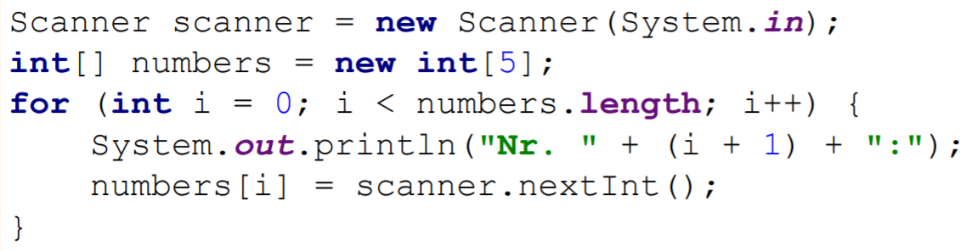 Scanner scanner = new Scanner(System.in);
int[] numbers = new int[5];
for (int i = 0; i < numbers.length; i++) {
    System.out.println("Nr. " + (i + 1) + ":");
    numbers[i] = scanner.nextInt();
}